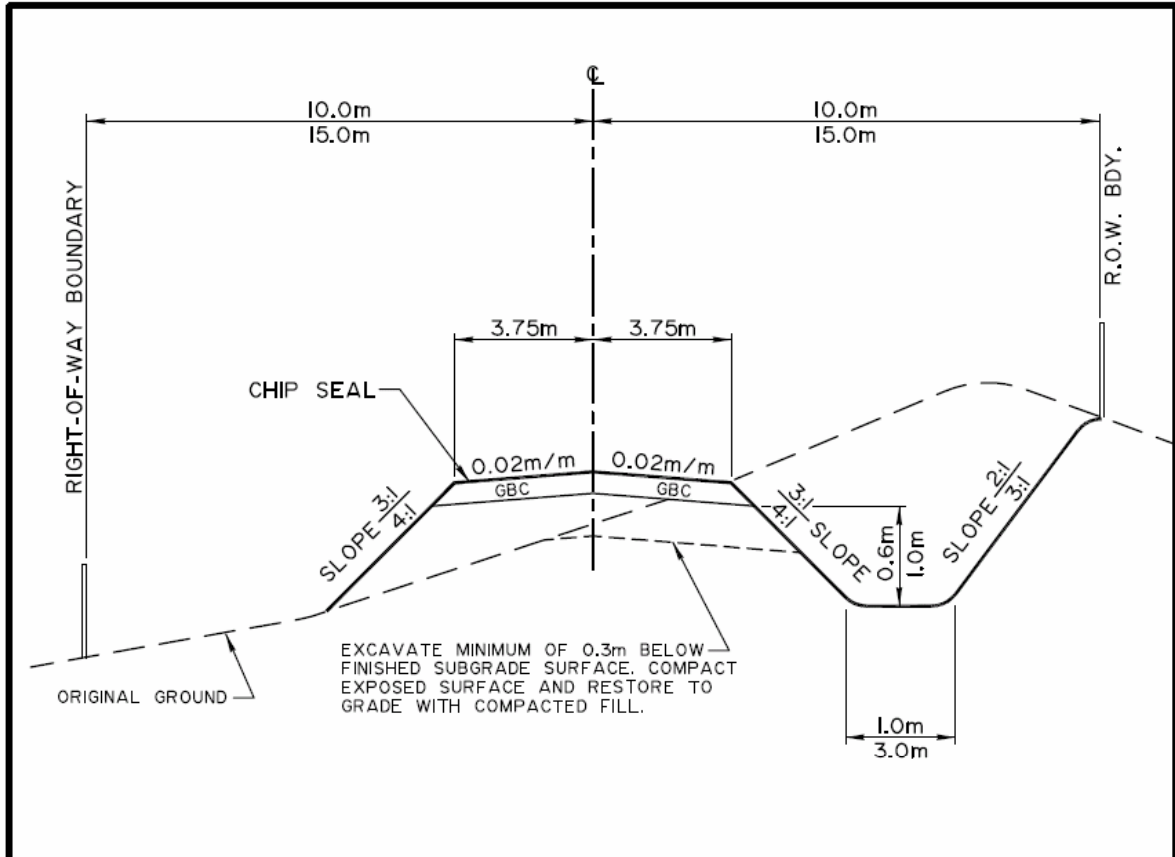 ℄
10.0m
15.0m
10.0m
15.0m
RIGHT-OF-WAY BOUNDARY
R.O.W. BDY.
3.75m
3.75m
CHIP SEAL
0.02m/m
0.02m/m
GBC
GBC
SLOPE 3:1
4:1
3:1 SLOPE
4:1
0.6m
1.0m
SLOPE 2:1
3:1
EXCAVATE MINIMUM OF 0.3m BELOW
FINISHED SUBGRADE SURFACE. COMPACT
EXPOSED SURFACE AND RESTORE TO
GRADE WITH COMPACTED FILL.
ORIGINAL GROUND
1.0m
3.0m